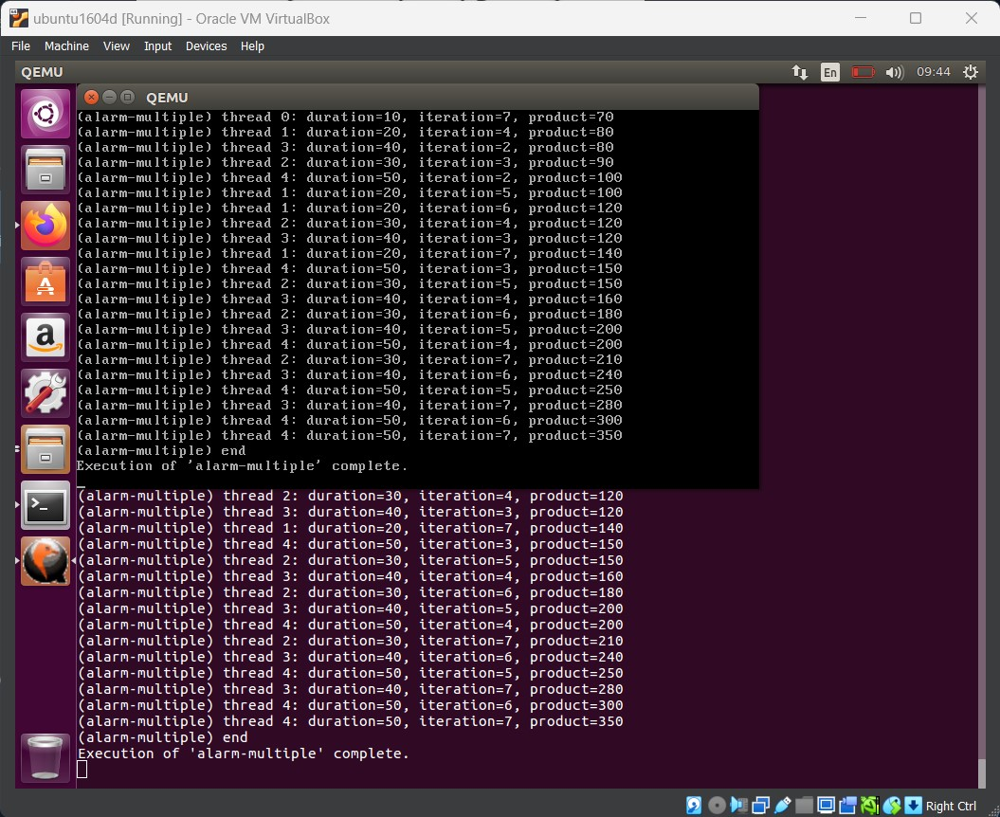 ubuntu1604d [Running] - Oracle VM VirtualBox
File Machine View Input Devices Help
QEMU En 09:44
QEMU
(alarm-multiple) thread 0: duration=10, iteration=7, product=70
(alarm-multiple) thread 1: duration=20, iteration=4, product=80
(alarm-multiple) thread 3: duration=40, iteration=2, product=80
(alarm-multiple) thread 2: duration=30, iteration=3, product=90
(alarm-multiple) thread 4: duration=50, iteration=2, product=100
(alarm-multiple) thread 1: duration=20, iteration=5, product=100
(alarm-multiple) thread 1: duration=20, iteration=6, product=120
(alarm-multiple) thread 2: duration=30, iteration=4, product=120
(alarm-multiple) thread 3: duration=40, iteration=3, product=120
(alarm-multiple) thread 1: duration=20, iteration=7, product=140
(alarm-multiple) thread 4: duration=50, iteration=3, product=150
(alarm-multiple) thread 2: duration=30, iteration=5, product=150
(alarm-multiple) thread 3: duration=40, iteration=4, product=160
(alarm-multiple) thread 2: duration=30, iteration=6, product=180
(alarm-multiple) thread 3: duration=40, iteration=5, product=200
(alarm-multiple) thread 4: duration=50, iteration=4, product=200
(alarm-multiple) thread 2: duration=30, iteration=7, product=210
(alarm-multiple) thread 3: duration=40, iteration=6, product=240
(alarm-multiple) thread 4: duration=50, iteration=5, product=250
(alarm-multiple) thread 3: duration=40, iteration=7, product=280
(alarm-multiple) thread 4: duration=50, iteration=6, product=300
(alarm-multiple) thread 4: duration=50, iteration=7, product=350
(alarm-multiple) end
Execution of 'alarm-multiple' complete.
(alarm-multiple) thread 2: duration=30, iteration=4, product=120
(alarm-multiple) thread 3: duration=40, iteration=3, product=120
(alarm-multiple) thread 1: duration=20, iteration=7, product=140
(alarm-multiple) thread 4: duration=50, iteration=3, product=150
(alarm-multiple) thread 2: duration=30, iteration=5, product=150
(alarm-multiple) thread 3: duration=40, iteration=4, product=160
(alarm-multiple) thread 2: duration=30, iteration=6, product=180
(alarm-multiple) thread 3: duration=40, iteration=5, product=200
(alarm-multiple) thread 4: duration=50, iteration=4, product=200
(alarm-multiple) thread 2: duration=30, iteration=7, product=210
(alarm-multiple) thread 3: duration=40, iteration=6, product=240
(alarm-multiple) thread 4: duration=50, iteration=5, product=250
(alarm-multiple) thread 3: duration=40, iteration=7, product=280
(alarm-multiple) thread 4: duration=50, iteration=6, product=300
(alarm-multiple) thread 4: duration=50, iteration=7, product=350
(alarm-multiple) end
Execution of 'alarm-multiple' complete.
Right Ctrl